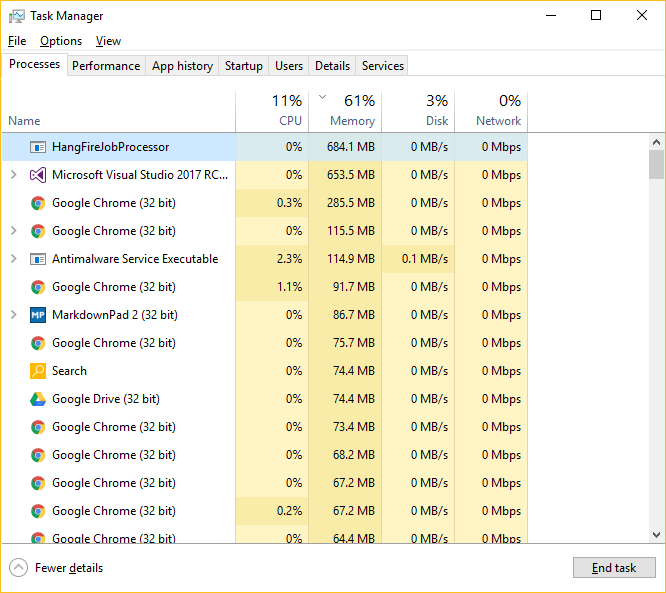 Task Manager
File Options View
Processes Performance App history Startup Users Details Services
11% 61% 3% 0%
Name CPU Memory Disk Network
HangFireJobProcessor 0% 684.1 MB 0 MB/s 0 Mbps
Microsoft Visual Studio 2017 RC... 0% 653.5 MB 0 MB/s 0 Mbps
Google Chrome (32 bit) 0.3% 285.5 MB 0 MB/s 0 Mbps
Google Chrome (32 bit) 0% 115.5 MB 0 MB/s 0 Mbps
Antimalware Service Executable 2.3% 114.9 MB 0.1 MB/s 0 Mbps
Google Chrome (32 bit) 1.1% 91.7 MB 0 MB/s 0 Mbps
MP MarkdownPad 2 (32 bit) 0% 86.7 MB 0 MB/s 0 Mbps
Google Chrome (32 bit) 0% 75.7 MB 0 MB/s 0 Mbps
Search 0% 74.4 MB 0 MB/s 0 Mbps
Google Drive (32 bit) 0% 74.4 MB 0 MB/s 0 Mbps
Google Chrome (32 bit) 0% 73.4 MB 0 MB/s 0 Mbps
Google Chrome (32 bit) 0% 68.2 MB 0 MB/s 0 Mbps
Google Chrome (32 bit) 0% 67.2 MB 0 MB/s 0 Mbps
Google Chrome (32 bit) 0.2% 67.2 MB 0 MB/s 0 Mbps
Google Chrome (32 bit) 0% 64.4 MB 0 MB/s 0 Mbps
Fewer details End task